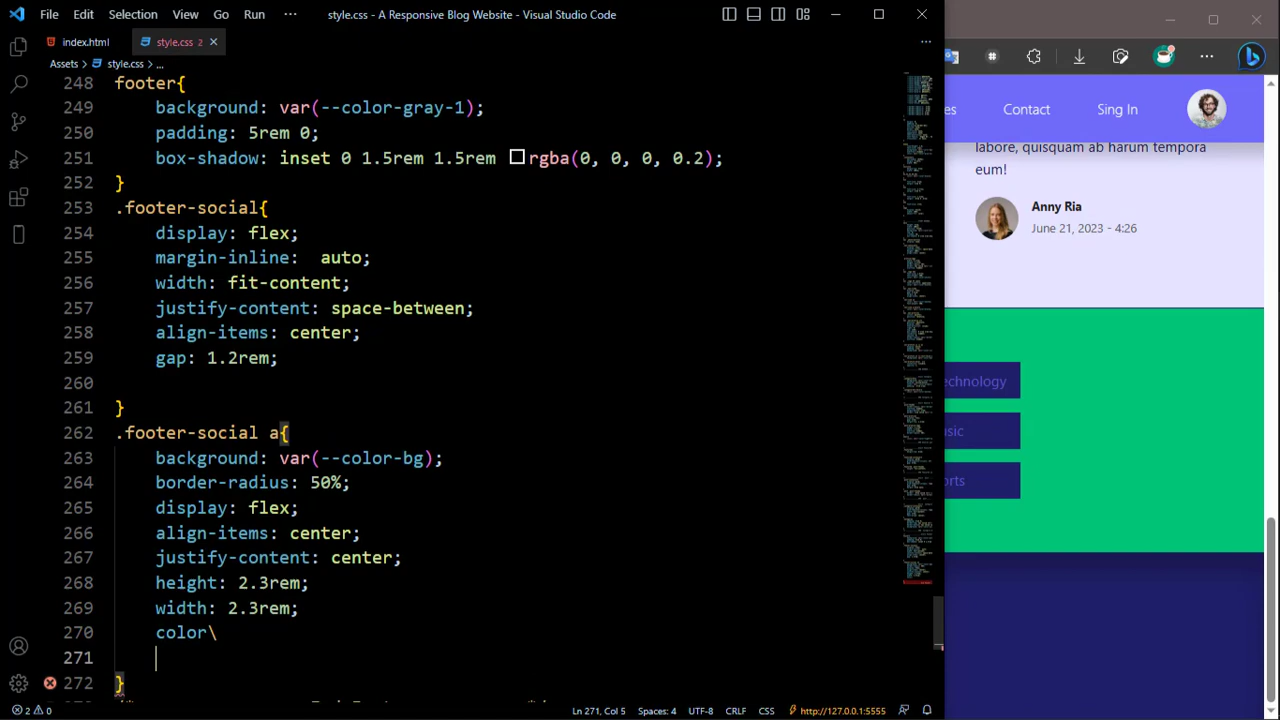 File Edit Selection View Go Run ··· style.css - A Responsive Blog Website - Visual Studio Code
index.html style.css 2
Assets > style.css > ...
248 footer{
249 background: var(--color-gray-1);
250 padding: 5rem 0;
251 box-shadow: inset 0 1.5rem 1.5rem rgba(0, 0, 0, 0.2);
252 }
253 .footer-social{
254 display: flex;
255 margin-inline:  auto;
256 width: fit-content;
257 justify-content: space-between;
258 align-items: center;
259 gap: 1.2rem;
260
261 }
262 .footer-social a{
263 background: var(--color-bg);
264 border-radius: 50%;
265 display: flex;
266 align-items: center;
267 justify-content: center;
268 height: 2.3rem;
269 width: 2.3rem;
270 color\
271
272 }
2 0 Ln 271, Col 5 Spaces: 4 UTF-8 CRLF CSS http://127.0.0.1:5555
es Contact Sing In
labore, quisquam ab harum tempora
eum!
Anny Ria
June 21, 2023 - 4:26
echnology
sic
orts